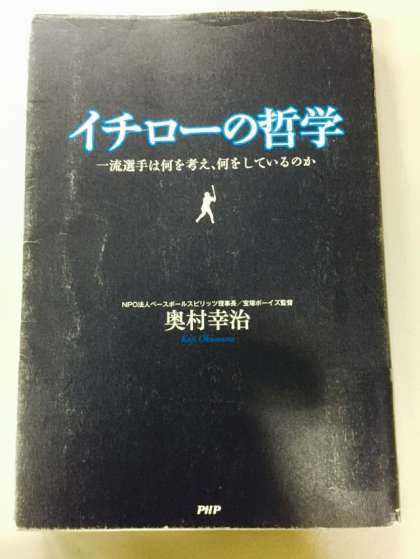 イチローの哲学
一流選手は何を考え、何をしているのか
NPO法人ベースボールスピリッツ理事長／宝塚ボーイズ監督
奥村幸治
Koji Okumura
PHP